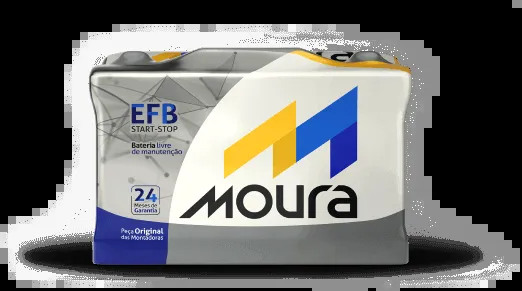 EFB
START-STOP
Bateria livre
de manutenção
24
Meses de
Garantia
Peça Original
das Montadoras
moura